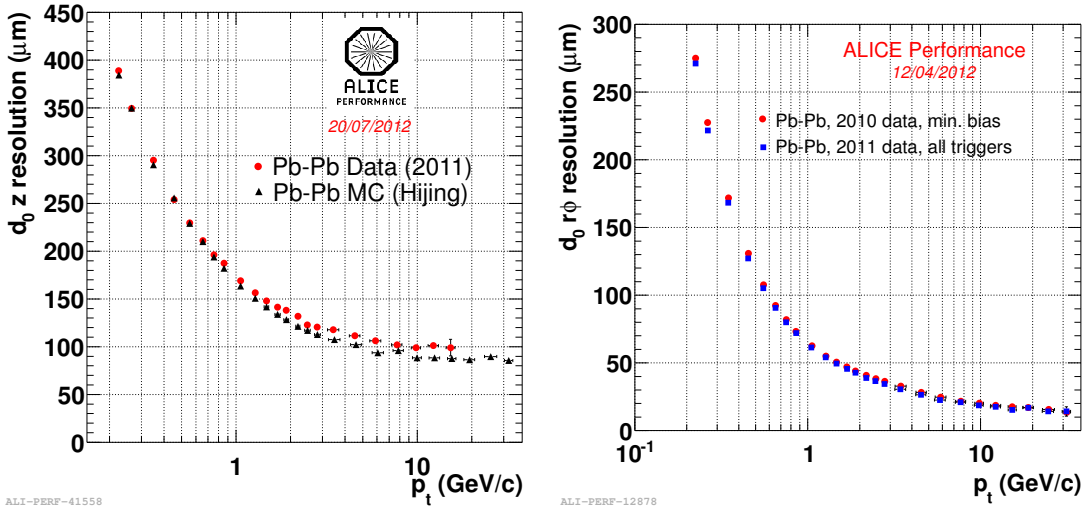 d₀ z resolution (μm)
450
400
350
300
250
200
150
100
50
0
ALICE
PERFORMANCE
20/07/2012
Pb-Pb Data (2011)
Pb-Pb MC (Hijing)
1
10
pₜ (GeV/c)
ALI-PERF-41558
d₀ rφ resolution (μm)
300
250
200
150
100
50
0
ALICE Performance
12/04/2012
Pb-Pb, 2010 data, min. bias
Pb-Pb, 2011 data, all triggers
10⁻¹
1
10
pₜ (GeV/c)
ALI-PERF-12878